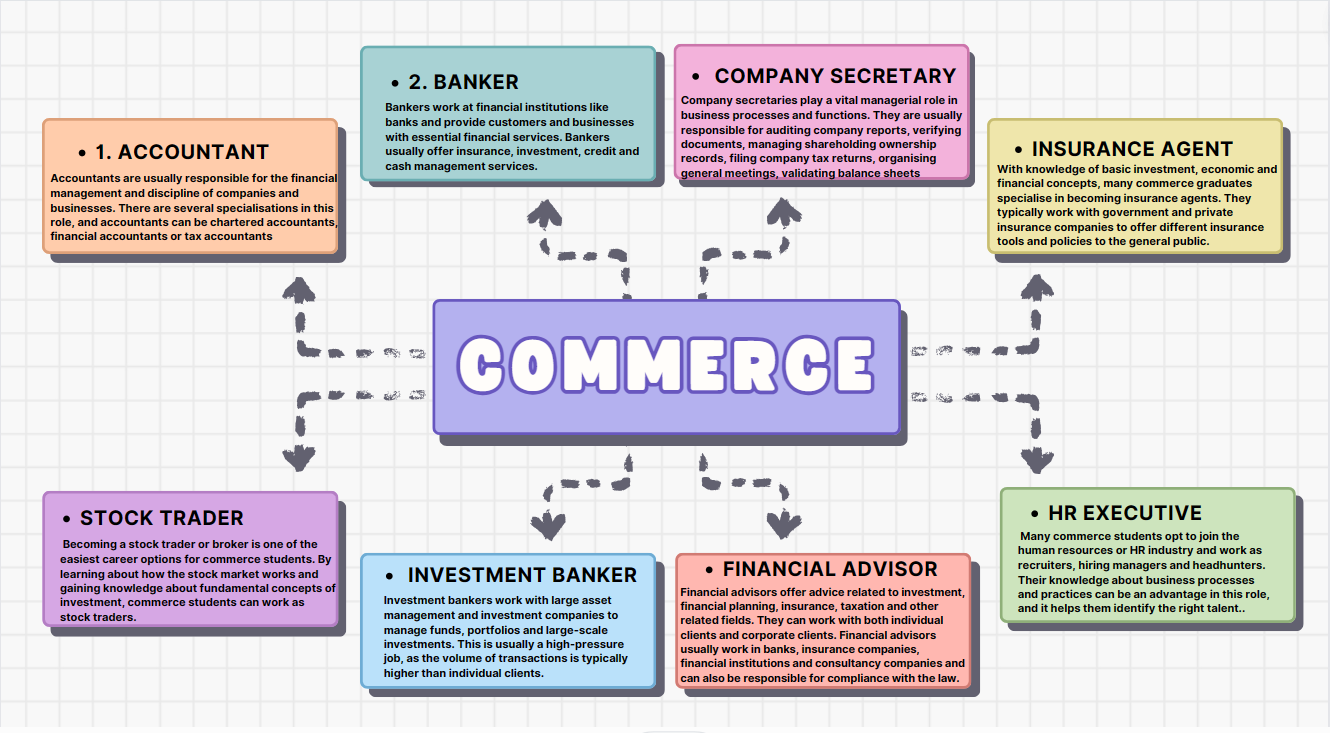 • 1. ACCOUNTANT
Accountants are usually responsible for the financial
management and discipline of companies and
businesses. There are several specialisations in this
role, and accountants can be chartered accountants,
financial accountants or tax accountants
• 2. BANKER
Bankers work at financial institutions like
banks and provide customers and businesses
with essential financial services. Bankers
usually offer insurance, investment, credit and
cash management services.
• COMPANY SECRETARY
Company secretaries play a vital managerial role in
business processes and functions. They are usually
responsible for auditing company reports, verifying
documents, managing shareholding ownership
records, filing company tax returns, organising
general meetings, validating balance sheets
• INSURANCE AGENT
With knowledge of basic investment, economic and
financial concepts, many commerce graduates
specialise in becoming insurance agents. They
typically work with government and private
insurance companies to offer different insurance
tools and policies to the general public.
COMMERCE
• STOCK TRADER
Becoming a stock trader or broker is one of the
easiest career options for commerce students. By
learning about how the stock market works and
gaining knowledge about fundamental concepts of
investment, commerce students can work as
stock traders.
• INVESTMENT BANKER
Investment bankers work with large asset
management and investment companies to
manage funds, portfolios and large-scale
investments. This is usually a high-pressure
job, as the volume of transactions is typically
higher than individual clients.
• FINANCIAL ADVISOR
Financial advisors offer advice related to investment,
financial planning, insurance, taxation and other
related fields. They can work with both individual
clients and corporate clients. Financial advisors
usually work in banks, insurance companies,
financial institutions and consultancy companies and
can also be responsible for compliance with the law.
• HR EXECUTIVE
Many commerce students opt to join the
human resources or HR industry and work as
recruiters, hiring managers and headhunters.
Their knowledge about business processes
and practices can be an advantage in this role,
and it helps them identify the right talent..